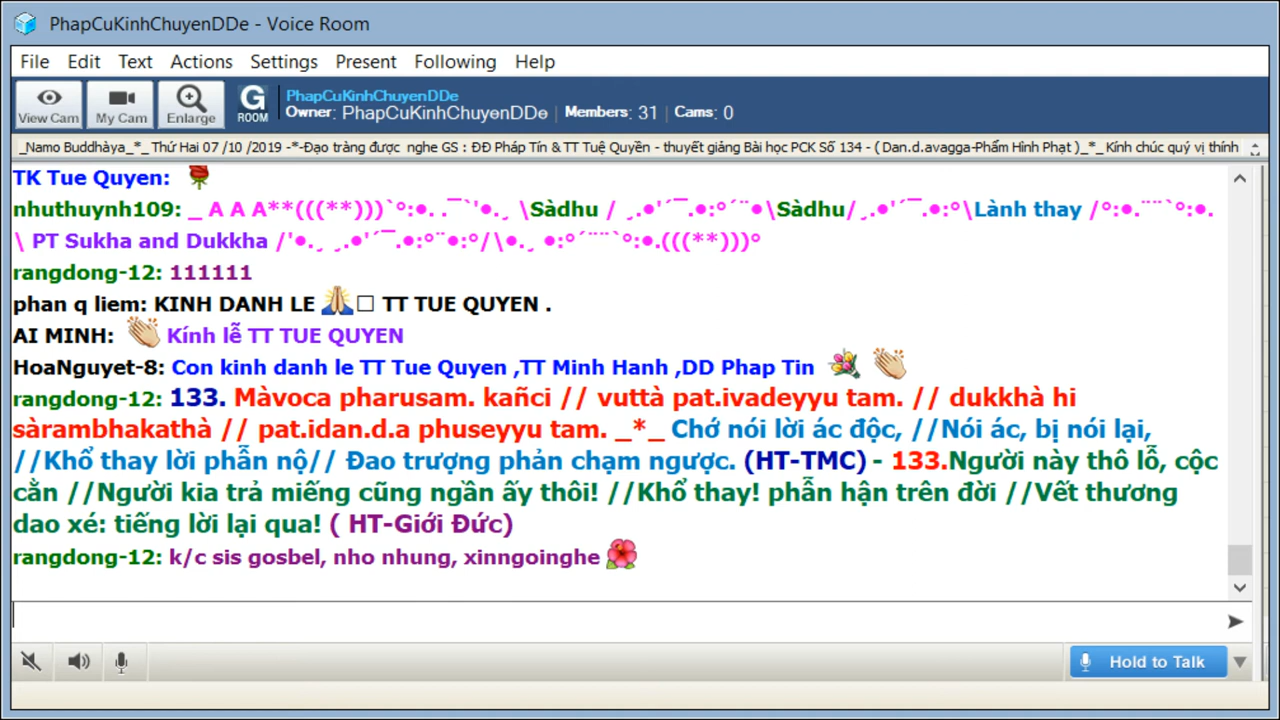 PhapCuKinhChuyenDDe - Voice Room
File Edit Text Actions Settings Present Following Help
View Cam My Cam Enlarge G ROOM PhapCuKinhChuyenDDe
Owner: PhapCuKinhChuyenDDe | Members: 31 | Cams: 0
_Namo Buddhàya_*_ Thứ Hai 07 /10 /2019 -*-Đạo tràng được nghe GS : ĐĐ Pháp Tín & TT Tuệ Quyền - thuyết giảng Bài học PCK Số 134 - ( Dan.d.avagga-Phẩm Hình Phạt )_*_ Kính chúc quý vị thính
TK Tue Quyen: 🌹
nhuthuynh109: _ A A A**(((**)))`°:•. .¯`'•.¸ \Sàdhu / ¸.•'´¯.•:°´¨•\Sàdhu/¸.•'´¯.•:°\Lành thay /°:•.¨¨`°:•.
\ PT Sukha and Dukkha /'•.¸ ¸.•'´¯.•:°¨•:°/\•.¸ •:°´¨¨`°:•.(((**)))°
rangdong-12: 111111
phan q liem: KINH DANH LE 🙏□ TT TUE QUYEN .
AI MINH: 👏 Kính lễ TT TUE QUYEN
HoaNguyet-8: Con kinh danh le TT Tue Quyen ,TT Minh Hanh ,DD Phap Tin 💐 👏
rangdong-12: 133. Màvoca pharusam. kañci // vuttà pat.ivadeyyu tam. // dukkhà hi
sàrambhakathà // pat.idan.d.a phuseyyu tam. _*_ Chớ nói lời ác độc, //Nói ác, bị nói lại,
//Khổ thay lời phẫn nộ// Đao trượng phản chạm ngược. (HT-TMC) - 133.Người này thô lỗ, cộc
cằn //Người kia trả miếng cũng ngần ấy thôi! //Khổ thay! phẫn hận trên đời //Vết thương
dao xé: tiếng lời lại qua! ( HT-Giới Đức)
rangdong-12: k/c sis gosbel, nho nhung, xinngoinghe 🌺
Hold to Talk